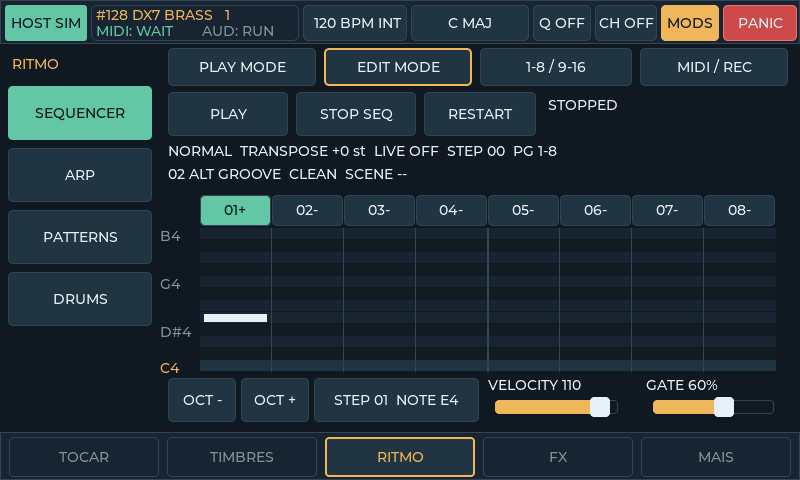 HOST SIM
#128 DX7 BRASS 1
MIDI: WAIT AUD: RUN
120 BPM INT
C MAJ
Q OFF
CH OFF
MODS
PANIC
RITMO
PLAY MODE
EDIT MODE
1-8 / 9-16
MIDI / REC
SEQUENCER
ARP
PATTERNS
DRUMS
PLAY
STOP SEQ
RESTART
STOPPED
NORMAL TRANSPOSE +0 st LIVE OFF STEP 00 PG 1-8
02 ALT GROOVE CLEAN SCENE --
01+ 02- 03- 04- 05- 06- 07- 08-
B4
G4
D#4
C4
OCT -
OCT +
STEP 01 NOTE E4
VELOCITY 110
GATE 60%
TOCAR
TIMBRES
RITMO
FX
MAIS